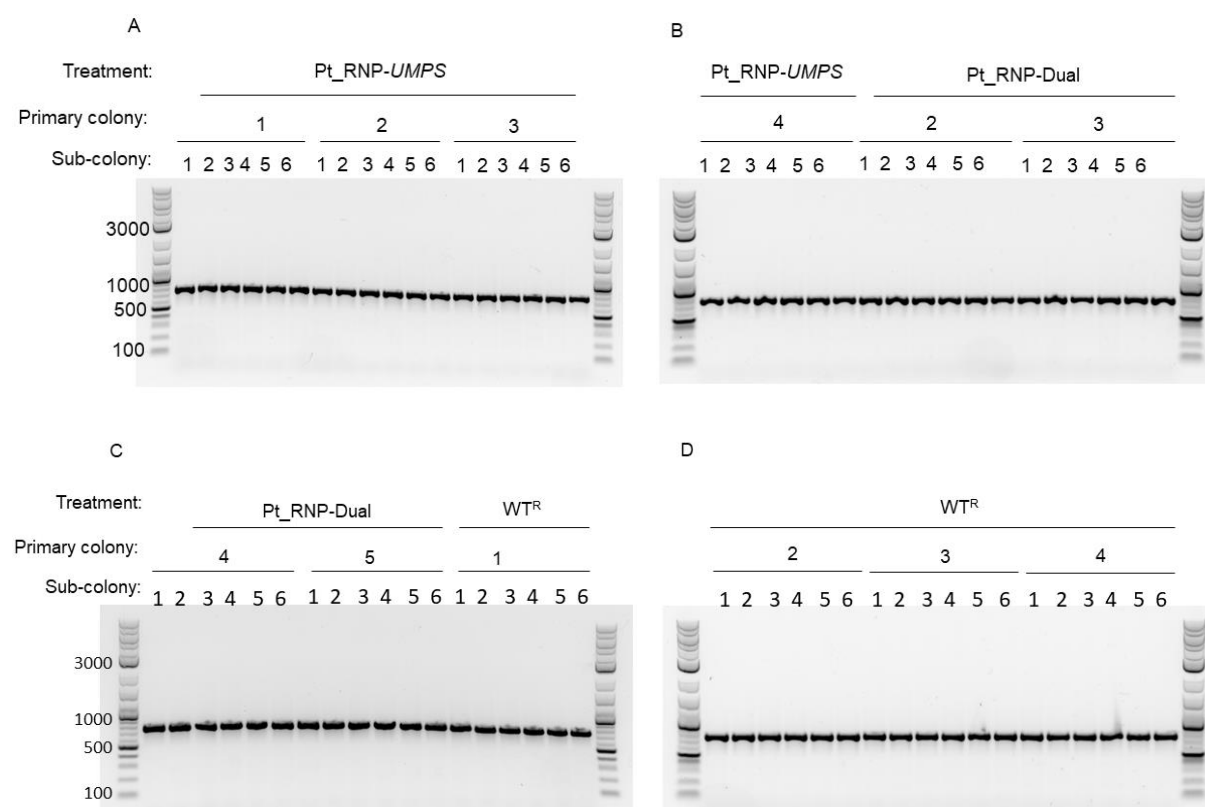 A
Treatment: Pt_RNP-UMPS
Primary colony: 1 2 3
Sub-colony: 1 2 3 4 5 6 1 2 3 4 5 6 1 2 3 4 5 6
3000
1000
500
100
B
Pt_RNP-UMPS Pt_RNP-Dual
4 2 3
1 2 3 4 5 6 1 2 3 4 5 6 1 2 3 4 5 6
C
Treatment: Pt_RNP-Dual WTᴿ
Primary colony: 4 5 1
Sub-colony: 1 2 3 4 5 6 1 2 3 4 5 6 1 2 3 4 5 6
3000
1000
500
100
D
WTᴿ
2 3 4
1 2 3 4 5 6 1 2 3 4 5 6 1 2 3 4 5 6